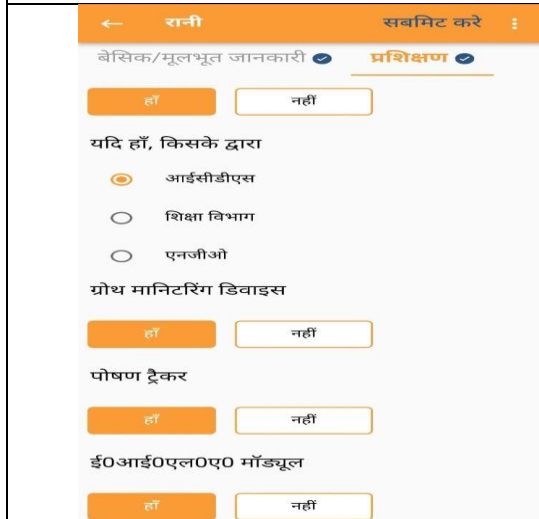 रानी सबमिट करे
बेसिक/मूलभूत जानकारी प्रशिक्षण
हाँ नहीं
यदि हाँ, किसके द्वारा
आईसीडीएस
शिक्षा विभाग
एनजीओ
ग्रोथ मानिटरिंग डिवाइस
हाँ नहीं
पोषण ट्रैकर
हाँ नहीं
ई0आई0एल0ए0 मॉड्यूल
हाँ नहीं